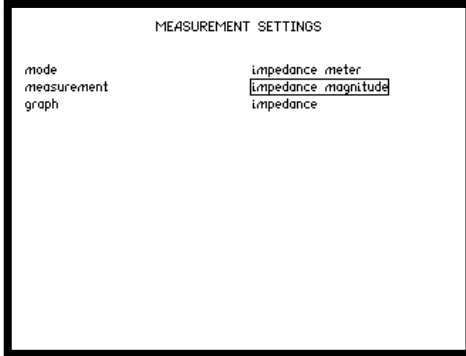 MEASUREMENT SETTINGS
mode impedance meter
measurement impedance magnitude
graph impedance